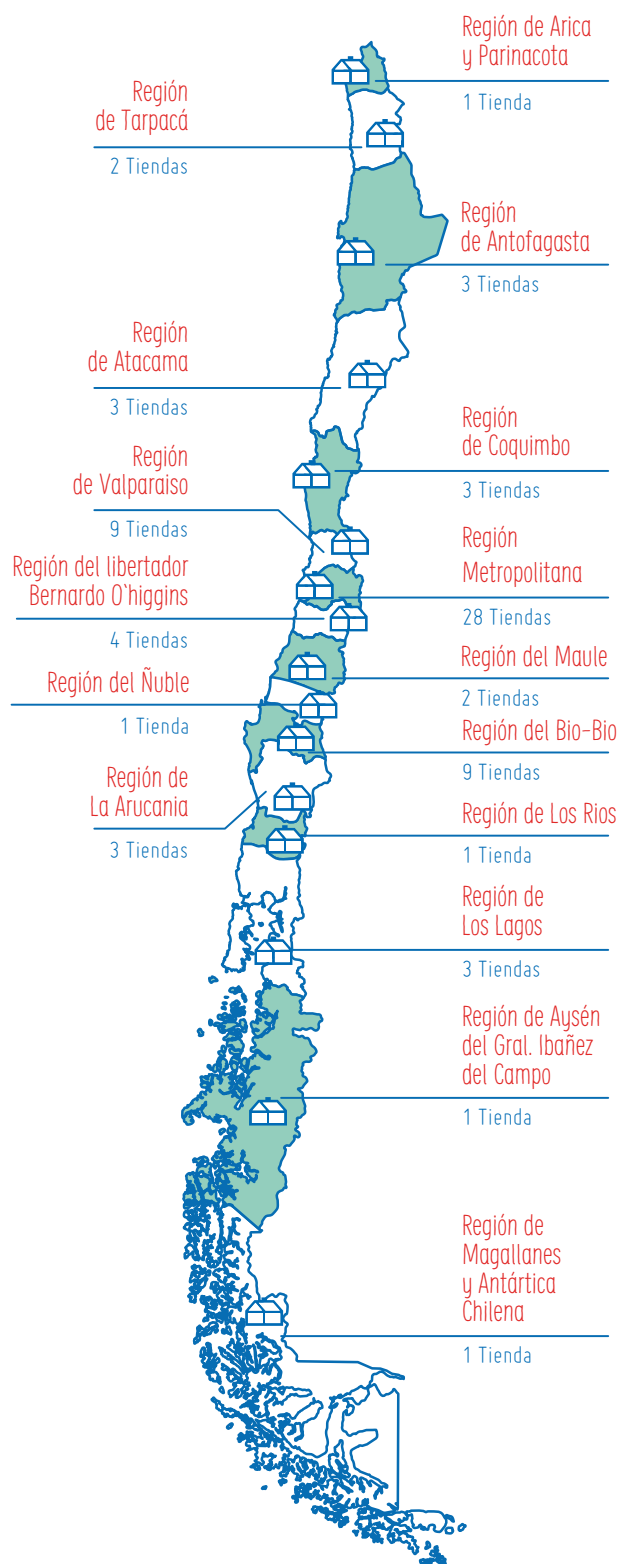 Región de Arica
y Parinacota
1 Tienda
Región
de Tarpacá
2 Tiendas
Región
de Antofagasta
3 Tiendas
Región
de Atacama
3 Tiendas
Región
de Coquimbo
3 Tiendas
Región
de Valparaiso
9 Tiendas
Región
Metropolitana
28 Tiendas
Región del libertador
Bernardo O`higgins
4 Tiendas
Región del Maule
2 Tiendas
Región del Ñuble
1 Tienda
Región del Bio-Bio
9 Tiendas
Región de
La Arucania
3 Tiendas
Región de Los Rios
1 Tienda
Región de
Los Lagos
3 Tiendas
Región de Aysén
del Gral. Ibañez
del Campo
1 Tienda
Región de
Magallanes
y Antártica
Chilena
1 Tienda